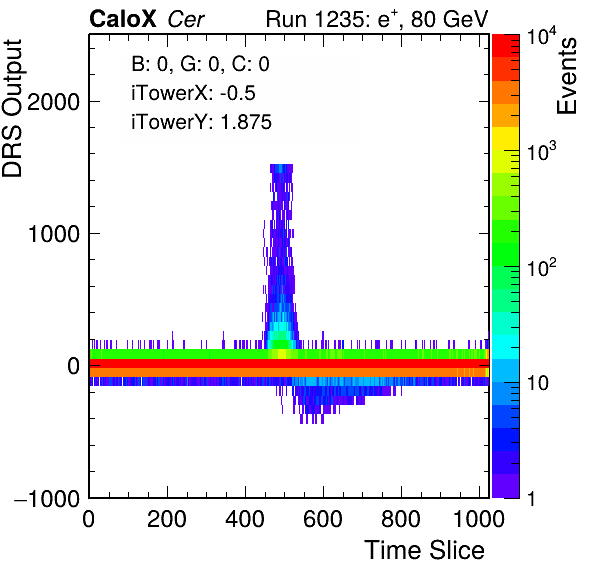 CaloX Cer
Run 1235: e+, 80 GeV
B: 0, G: 0, C: 0
iTowerX: -0.5
iTowerY: 1.875
DRS Output
2000
1000
0
−1000
0 200 400 600 800 1000
Time Slice
10^4
10^3
10^2
10
1
Events